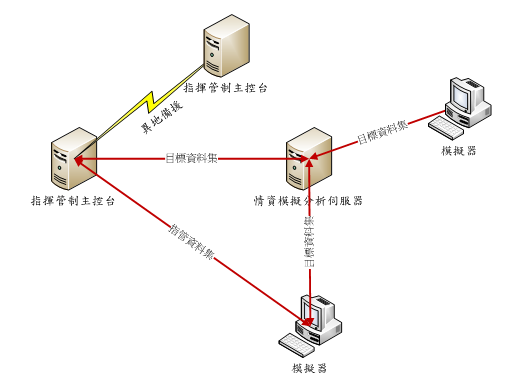 指揮管制主控台
異地備援
目標資料集
模擬器
目標資料集
指揮管制主控台
情資模擬分析伺服器
指管資料集
目標資料集
模擬器